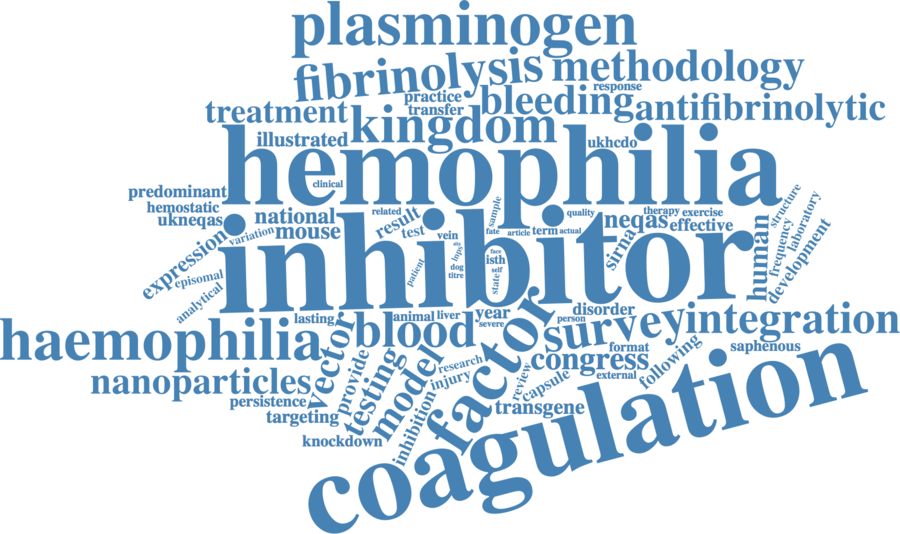 plasminogen
fibrinolysis methodology
response
practice
transfer
bleeding
antifibrinolytic
treatment
kingdom
illustrated
ukhcdo
hemophilia
clinical
predominant
hemostatic
ukneqas
national
mouse
variation
expression
episomal
analytical
related
result
test
vein
sample
fate
article
term
actual
quality
neqas
therapy
exercise
effective
sirna
human
structure
frequency
laboratory
development
inhibitor
patient
dog
titre
face
isth
self
state
lasting
animal
liver
year
severe
person
disorder
haemophilia
vector
blood
factor
survey
integration
saphenous
format
congress
following
external
nanoparticles
persistence
targeting
knockdown
provide
testing
model
inhibition
research
injury
review
capsule
transgene
coagulation